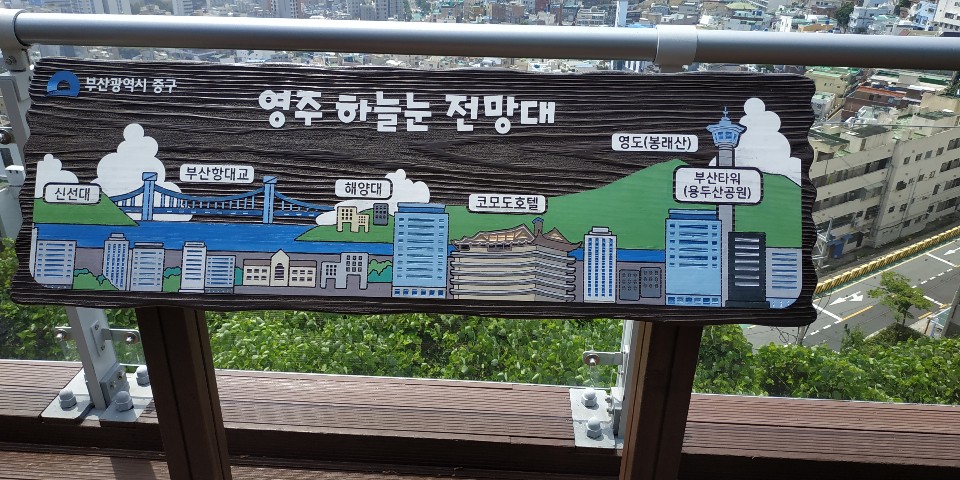 부산광역시 중구
영주 하늘눈 전망대
신선대
부산항대교
해양대
코모도호텔
영도(봉래산)
부산타워
(용두산공원)